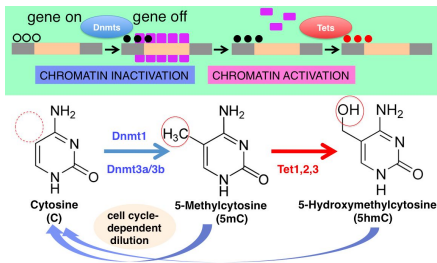 gene on
Dnmts
gene off
Tets
CHROMATIN INACTIVATION
CHROMATIN ACTIVATION
NH2
N
N
H
O
Cytosine
(C)
Dnmt1
Dnmt3a/3b
H3C
NH2
N
N
H
O
5-Methylcytosine
(5mC)
Tet1,2,3
OH
NH2
N
N
H
O
5-Hydroxymethylcytosine
(5hmC)
cell cycle-
dependent
dilution